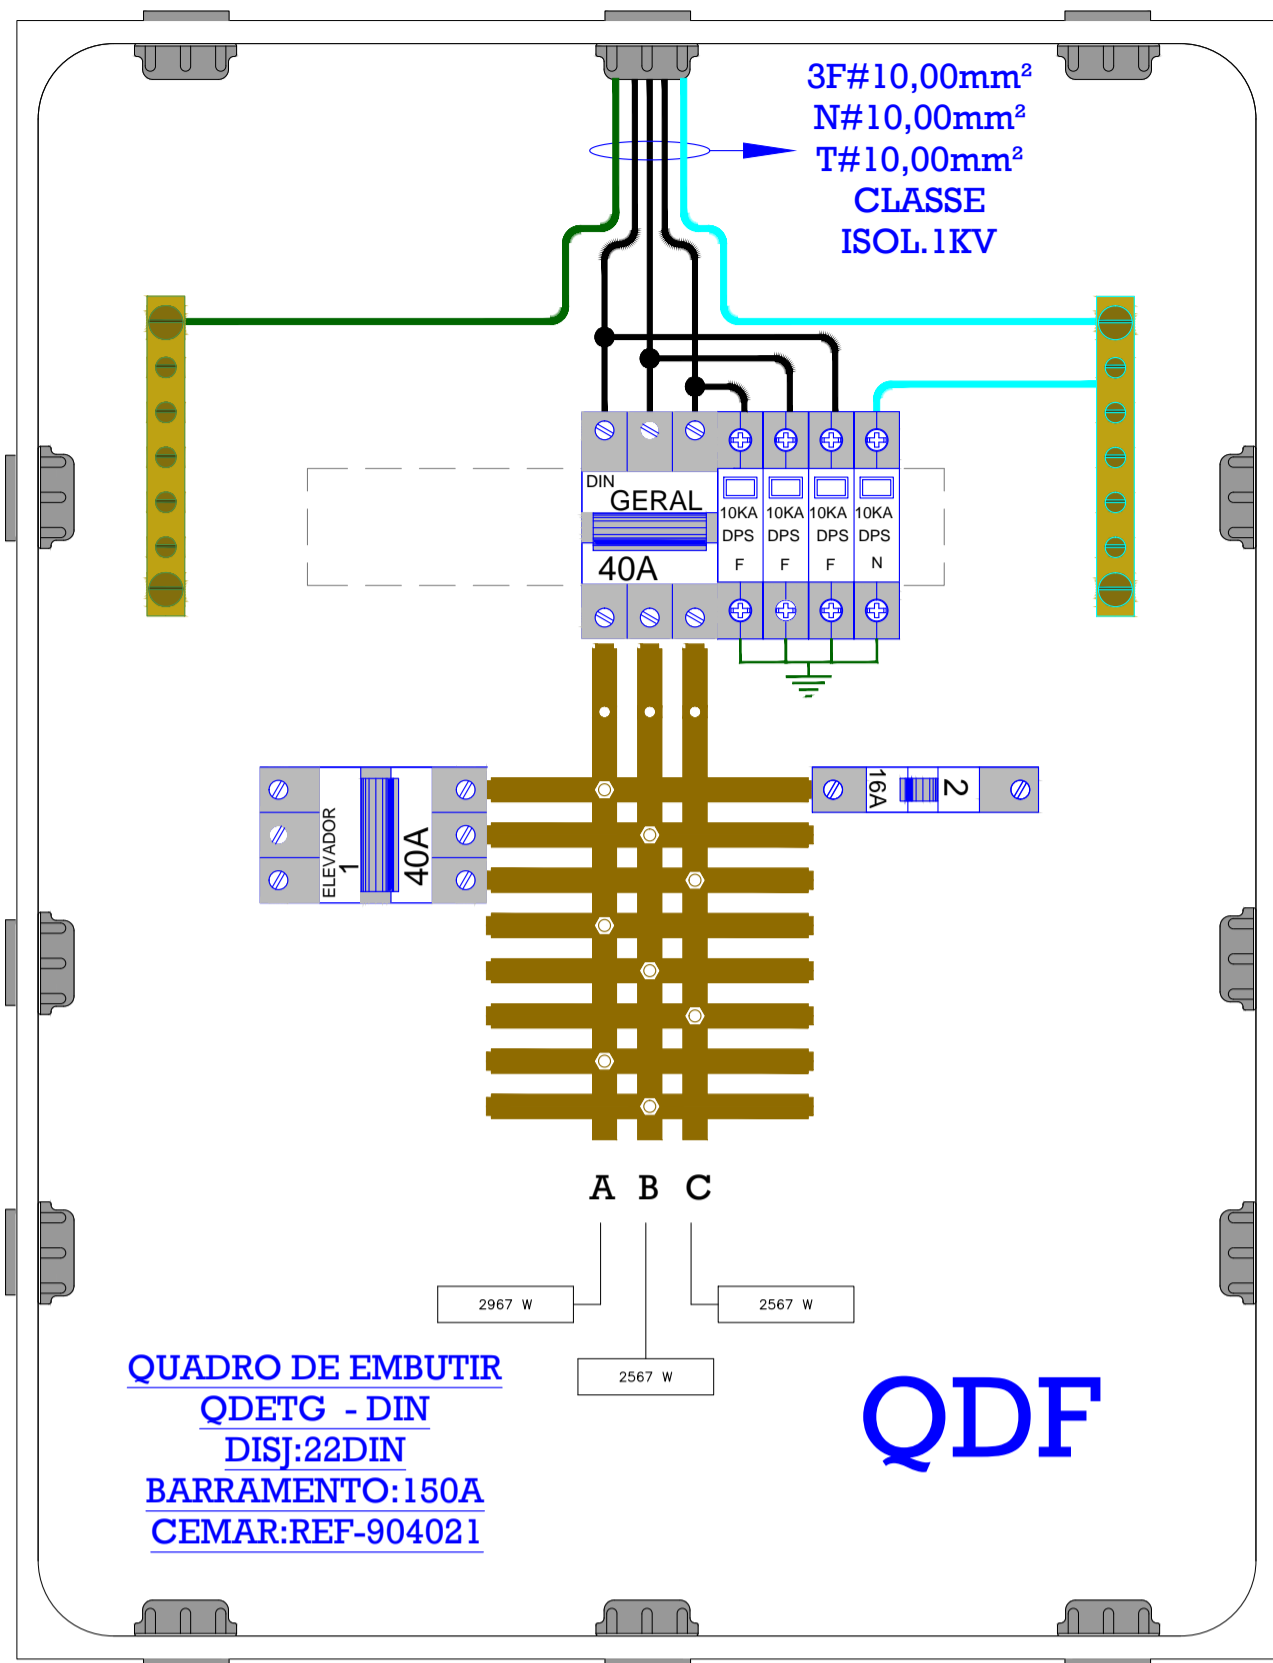 3F#10,00mm²
N#10,00mm²
T#10,00mm²
CLASSE
ISOL.1KV
DIN
GERAL
40A
10KA
DPS
F
10KA
DPS
F
10KA
DPS
F
10KA
DPS
N
ELEVADOR
1
40A
16A
2
A B C
2967 W
2567 W
2567 W
QUADRO DE EMBUTIR
QDETG - DIN
DISJ:22DIN
BARRAMENTO:150A
CEMAR:REF-904021
QDF